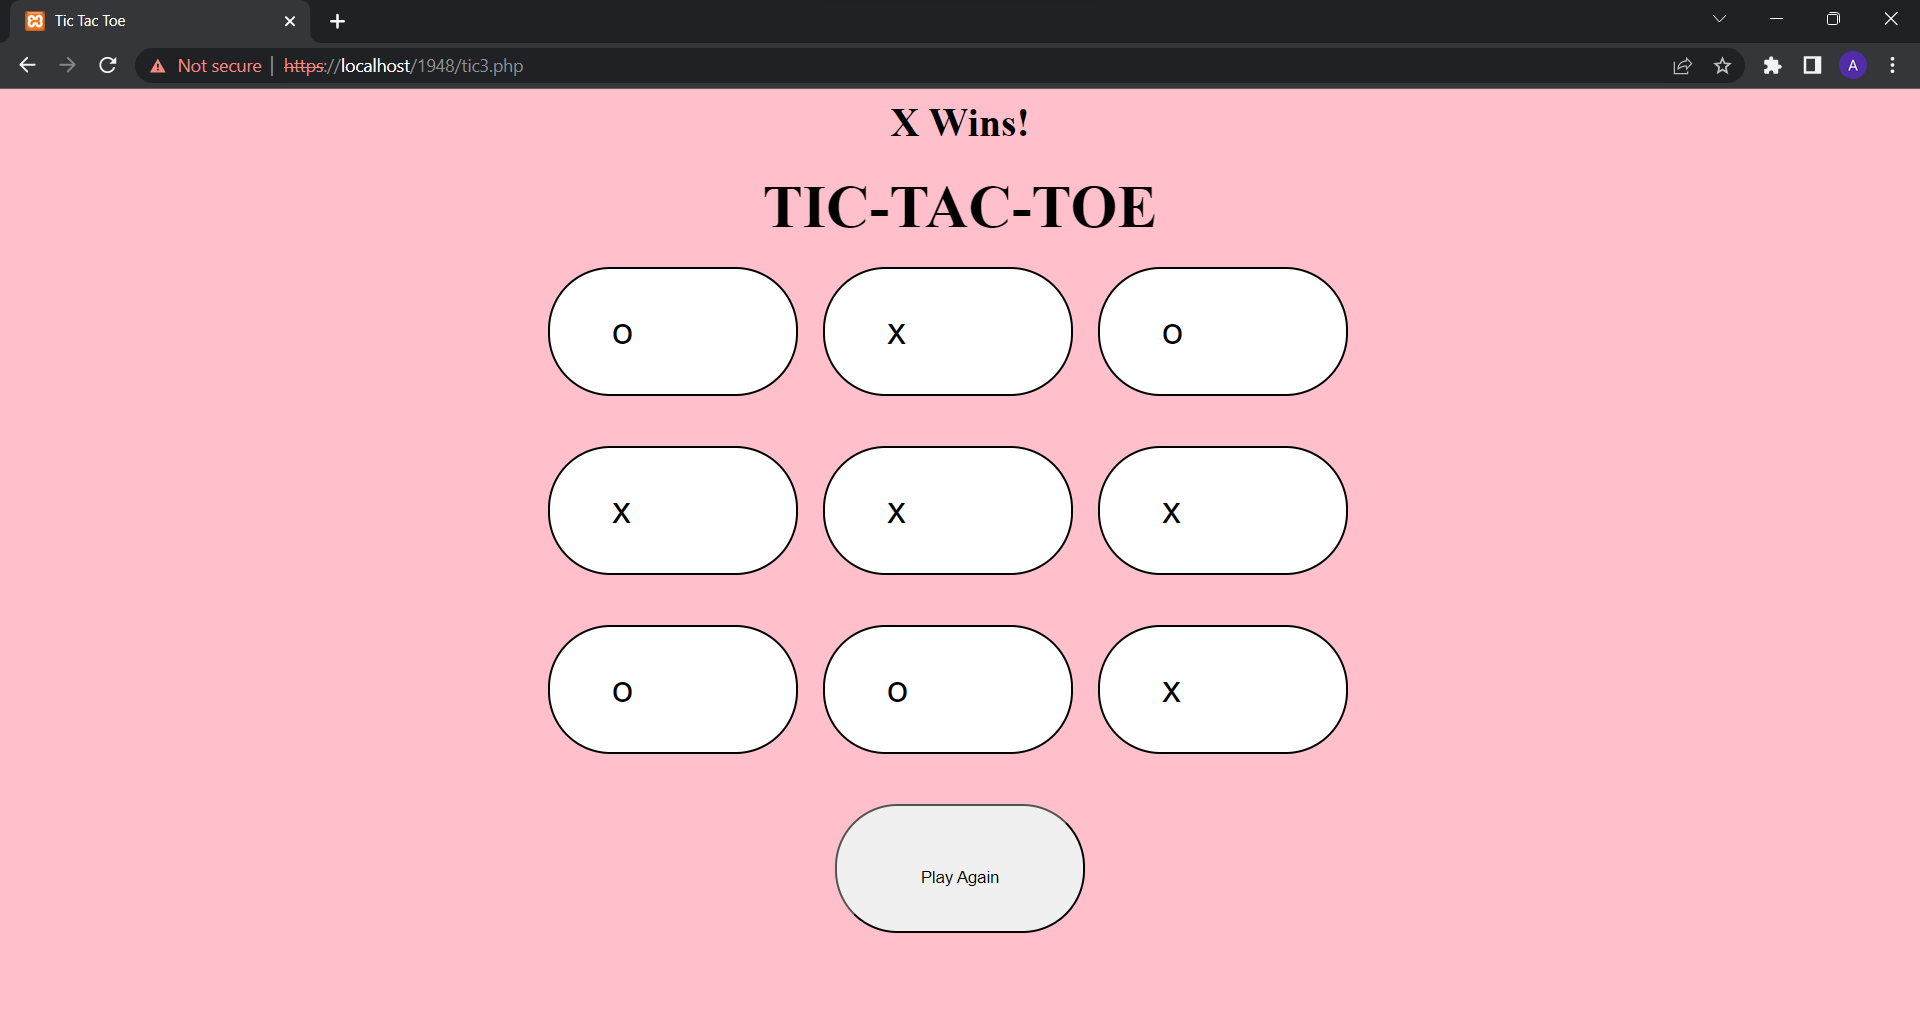 Tic Tac Toe
Not secure | https://localhost/1948/tic3.php
A
X Wins!
TIC-TAC-TOE
o x o
x x x
o o x
Play Again